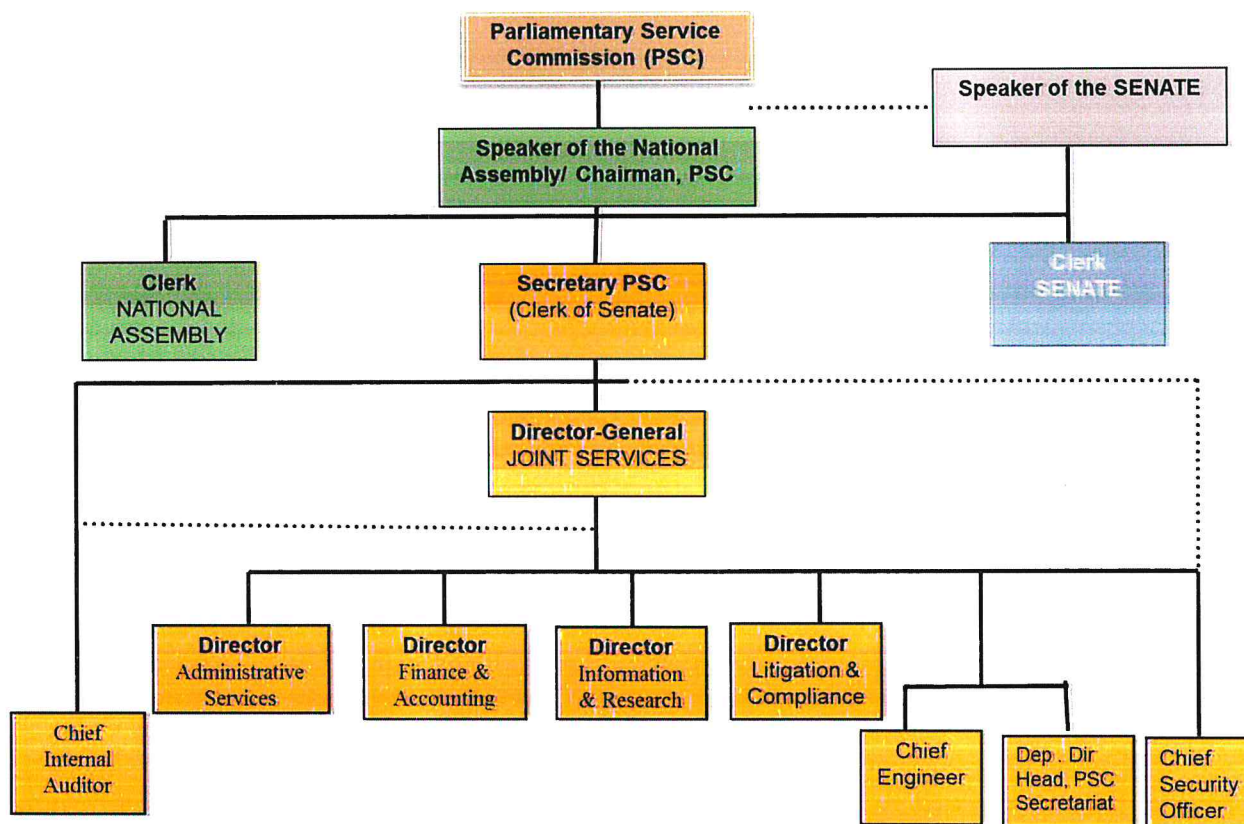 Parliamentary Service
Commission (PSC)
Speaker of the SENATE
Speaker of the National
Assembly/ Chairman, PSC
Clerk
NATIONAL
ASSEMBLY
Secretary PSC
(Clerk of Senate)
Clerk
SENATE
Director-General
JOINT SERVICES
Director
Administrative
Services
Director
Finance &
Accounting
Director
Information
& Research
Director
Litigation &
Compliance
Chief
Internal
Auditor
Chief
Engineer
Dep . Dir
Head, PSC
Secretariat
Chief
Security
Officer